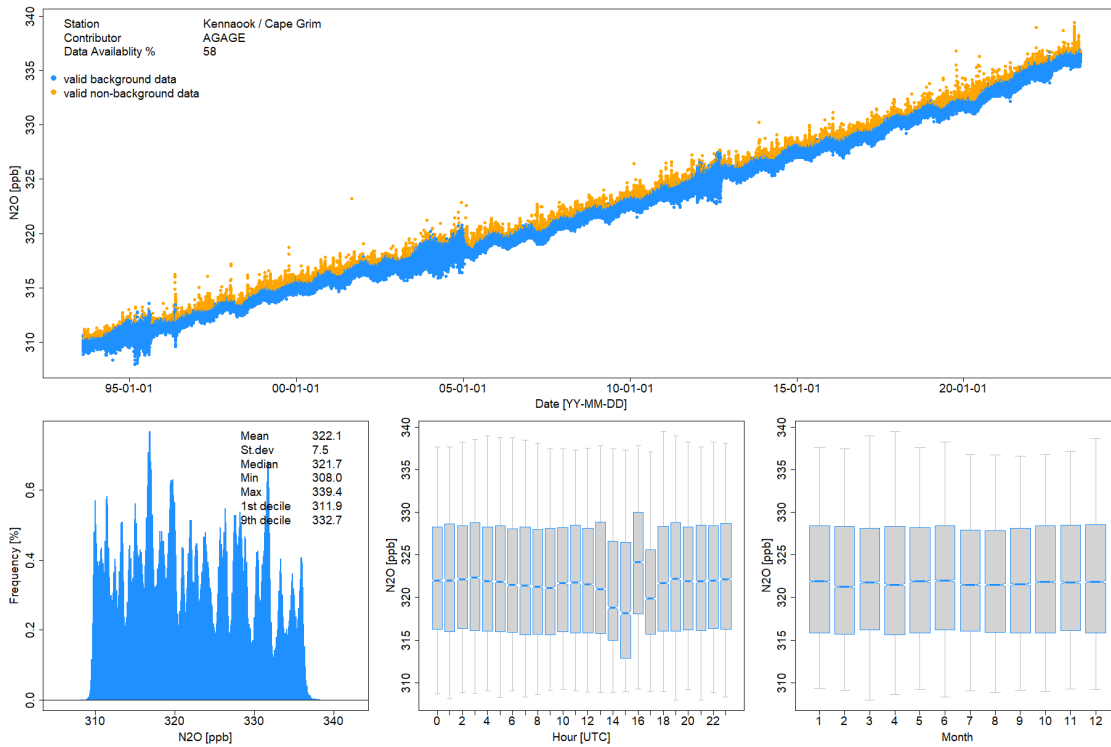 Station Kennaook / Cape Grim
Contributor AGAGE
Data Availablity % 58
valid background data
valid non-background data
N2O [ppb]
310 315 320 325 330 335 340
95-01-01 00-01-01 05-01-01 10-01-01 15-01-01 20-01-01
Date [YY-MM-DD]
Mean 322.1
St.dev 7.5
Median 321.7
Min 308.0
Max 339.4
1st decile 311.9
9th decile 332.7
Frequency [%]
0.0 0.2 0.4 0.6
310 320 330 340
N2O [ppb]
N2O [ppb]
310 315 320 325 330 335 340
0 2 4 6 8 10 12 14 16 18 20 22
Hour [UTC]
N2O [ppb]
310 315 320 325 330 335 340
1 2 3 4 5 6 7 8 9 10 11 12
Month